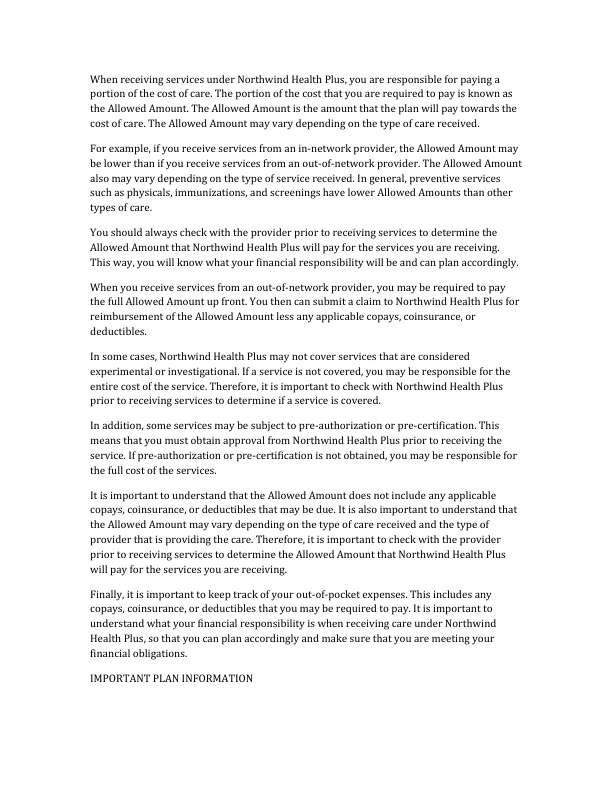 When receiving services under Northwind Health Plus, you are responsible for paying a
portion of the cost of care. The portion of the cost that you are required to pay is known as
the Allowed Amount. The Allowed Amount is the amount that the plan will pay towards the
cost of care. The Allowed Amount may vary depending on the type of care received.
For example, if you receive services from an in-network provider, the Allowed Amount may
be lower than if you receive services from an out-of-network provider. The Allowed Amount
also may vary depending on the type of service received. In general, preventive services
such as physicals, immunizations, and screenings have lower Allowed Amounts than other
types of care.
You should always check with the provider prior to receiving services to determine the
Allowed Amount that Northwind Health Plus will pay for the services you are receiving.
This way, you will know what your financial responsibility will be and can plan accordingly.
When you receive services from an out-of-network provider, you may be required to pay
the full Allowed Amount up front. You then can submit a claim to Northwind Health Plus for
reimbursement of the Allowed Amount less any applicable copays, coinsurance, or
deductibles.
In some cases, Northwind Health Plus may not cover services that are considered
experimental or investigational. If a service is not covered, you may be responsible for the
entire cost of the service. Therefore, it is important to check with Northwind Health Plus
prior to receiving services to determine if a service is covered.
In addition, some services may be subject to pre-authorization or pre-certification. This
means that you must obtain approval from Northwind Health Plus prior to receiving the
service. If pre-authorization or pre-certification is not obtained, you may be responsible for
the full cost of the services.
It is important to understand that the Allowed Amount does not include any applicable
copays, coinsurance, or deductibles that may be due. It is also important to understand that
the Allowed Amount may vary depending on the type of care received and the type of
provider that is providing the care. Therefore, it is important to check with the provider
prior to receiving services to determine the Allowed Amount that Northwind Health Plus
will pay for the services you are receiving.
Finally, it is important to keep track of your out-of-pocket expenses. This includes any
copays, coinsurance, or deductibles that you may be required to pay. It is important to
understand what your financial responsibility is when receiving care under Northwind
Health Plus, so that you can plan accordingly and make sure that you are meeting your
financial obligations.
IMPORTANT PLAN INFORMATION